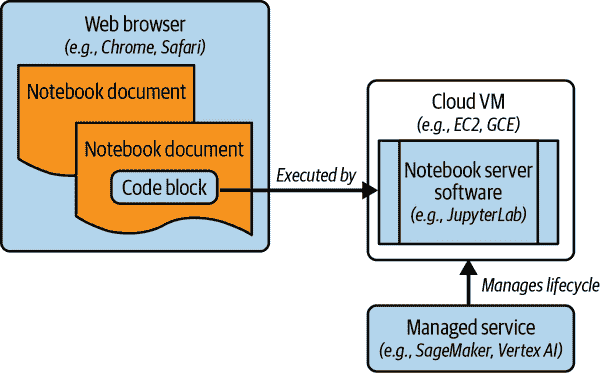 Web browser
(e.g., Chrome, Safari)
Notebook document
Notebook document
Code block
Executed by
Cloud VM
(e.g., EC2, GCE)
Notebook server
software
(e.g., JupyterLab)
Manages lifecycle
Managed service
(e.g., SageMaker, Vertex AI)